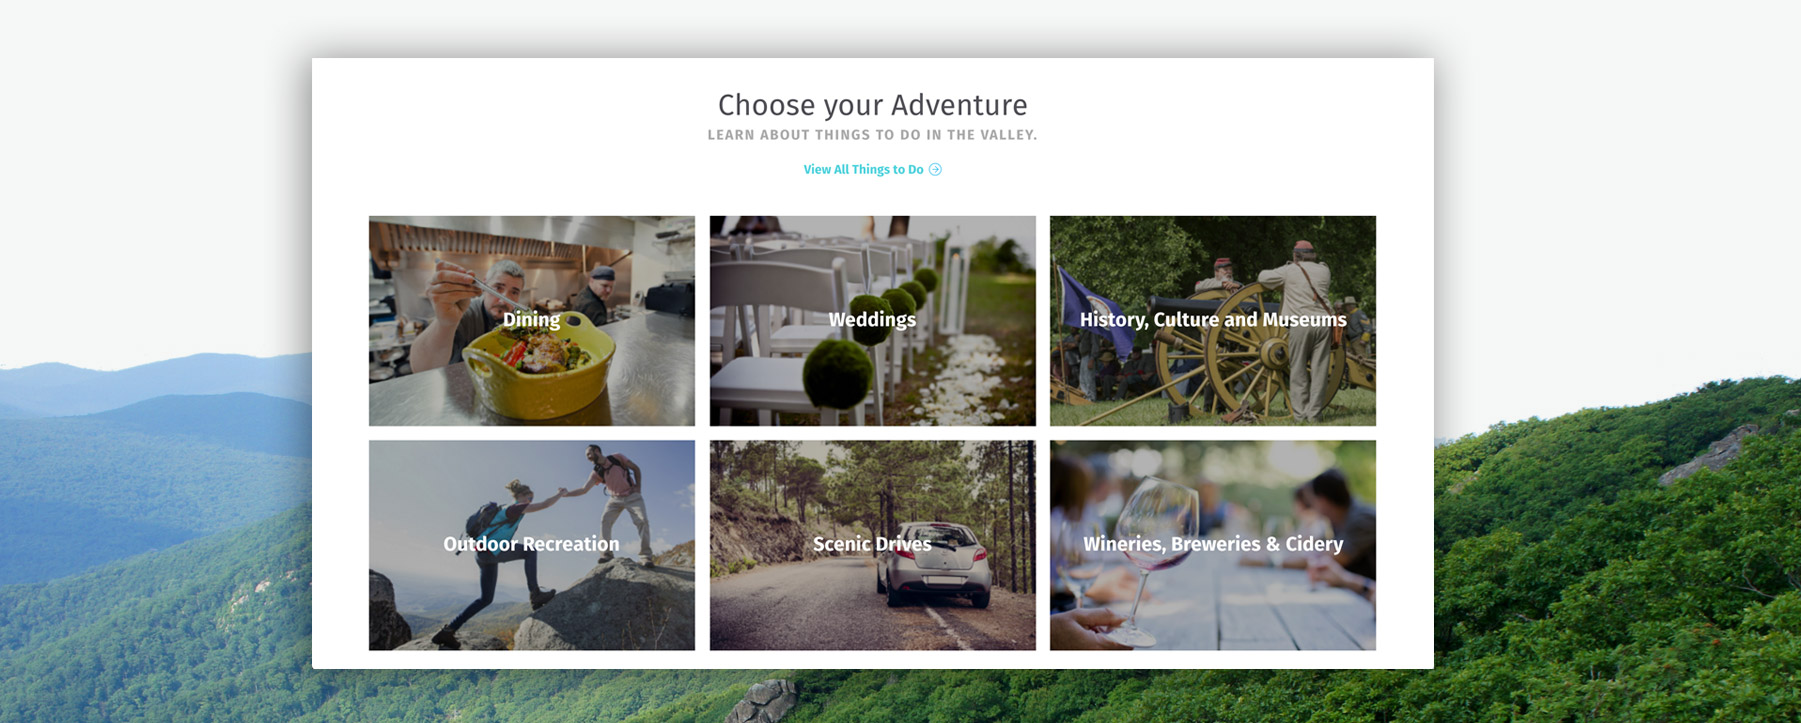 Choose your Adventure
LEARN ABOUT THINGS TO DO IN THE VALLEY.
View All Things to Do
Dining
Weddings
History, Culture and Museums
Outdoor Recreation
Scenic Drives
Wineries, Breweries & Cidery